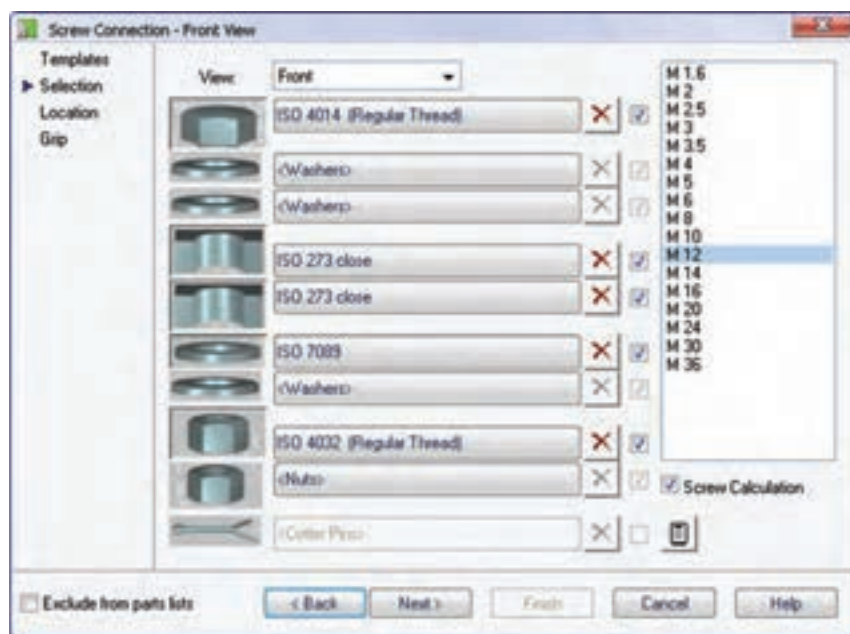 Screw Connection - Front View
Templates
Selection
Location
Grip
View:
Front
ISO 4014 (Regular Thread)
<Washers>
<Washers>
ISO 273 close
ISO 273 close
ISO 7089
<Washers>
ISO 4032 (Regular Thread)
<Nuts>
<Cotter Pins>
M 1.6
M 2
M 2.5
M 3
M 3.5
M 4
M 5
M 6
M 8
M 10
M 12
M 14
M 16
M 20
M 24
M 30
M 36
Screw Calculation
Exclude from parts lists
< Back
Next >
Finish
Cancel
Help